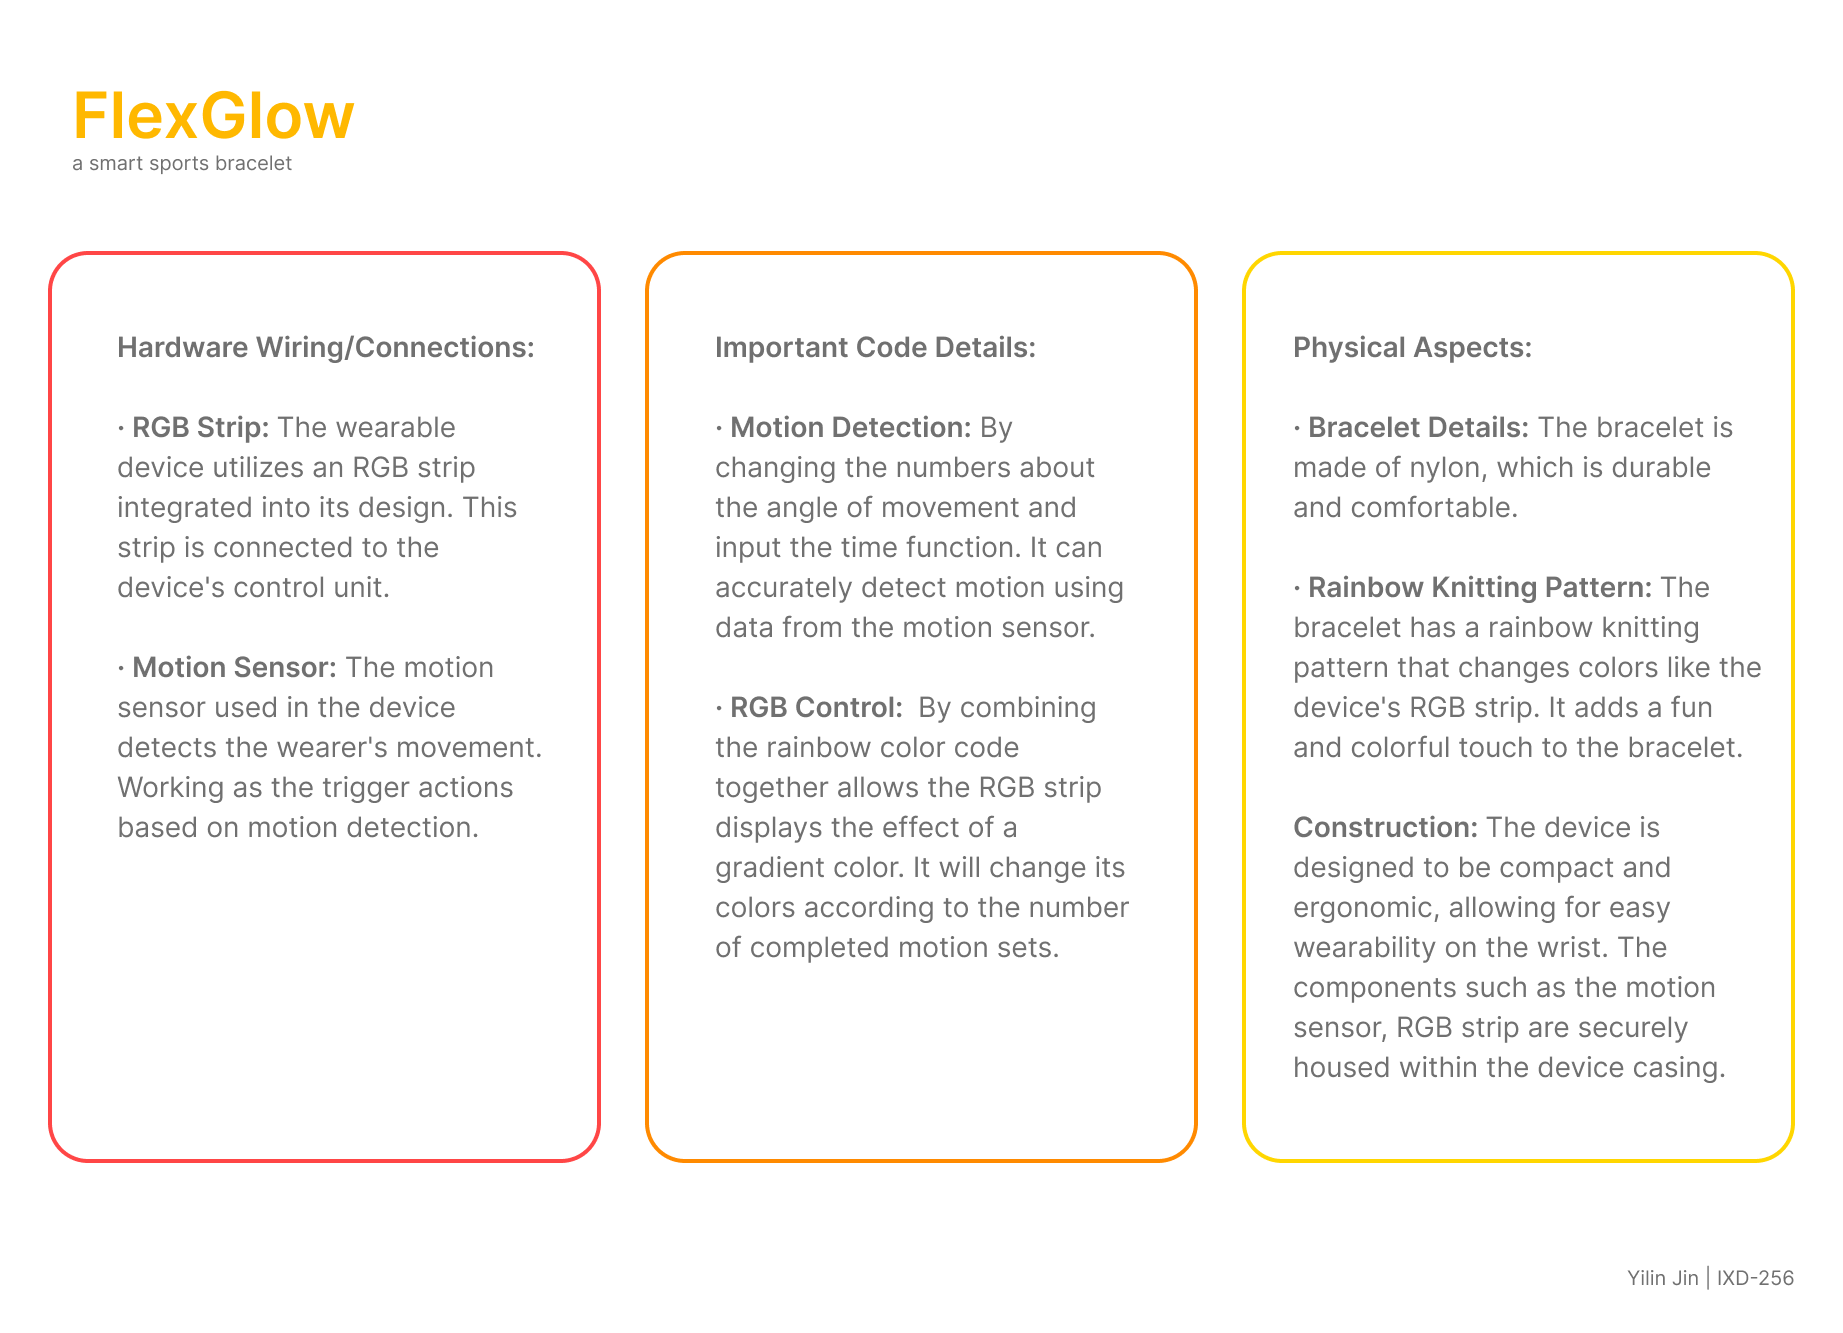 FlexGlow
a smart sports bracelet
Hardware Wiring/Connections:
· RGB Strip: The wearable
device utilizes an RGB strip
integrated into its design. This
strip is connected to the
device's control unit.
· Motion Sensor: The motion
sensor used in the device
detects the wearer's movement.
Working as the trigger actions
based on motion detection.
Important Code Details:
· Motion Detection: By
changing the numbers about
the angle of movement and
input the time function. It can
accurately detect motion using
data from the motion sensor.
· RGB Control:  By combining
the rainbow color code
together allows the RGB strip
displays the effect of a
gradient color. It will change its
colors according to the number
of completed motion sets.
Physical Aspects:
· Bracelet Details: The bracelet is
made of nylon, which is durable
and comfortable.
· Rainbow Knitting Pattern: The
bracelet has a rainbow knitting
pattern that changes colors like the
device's RGB strip. It adds a fun
and colorful touch to the bracelet.
Construction: The device is
designed to be compact and
ergonomic, allowing for easy
wearability on the wrist. The
components such as the motion
sensor, RGB strip are securely
housed within the device casing.
Yilin Jin | IXD-256